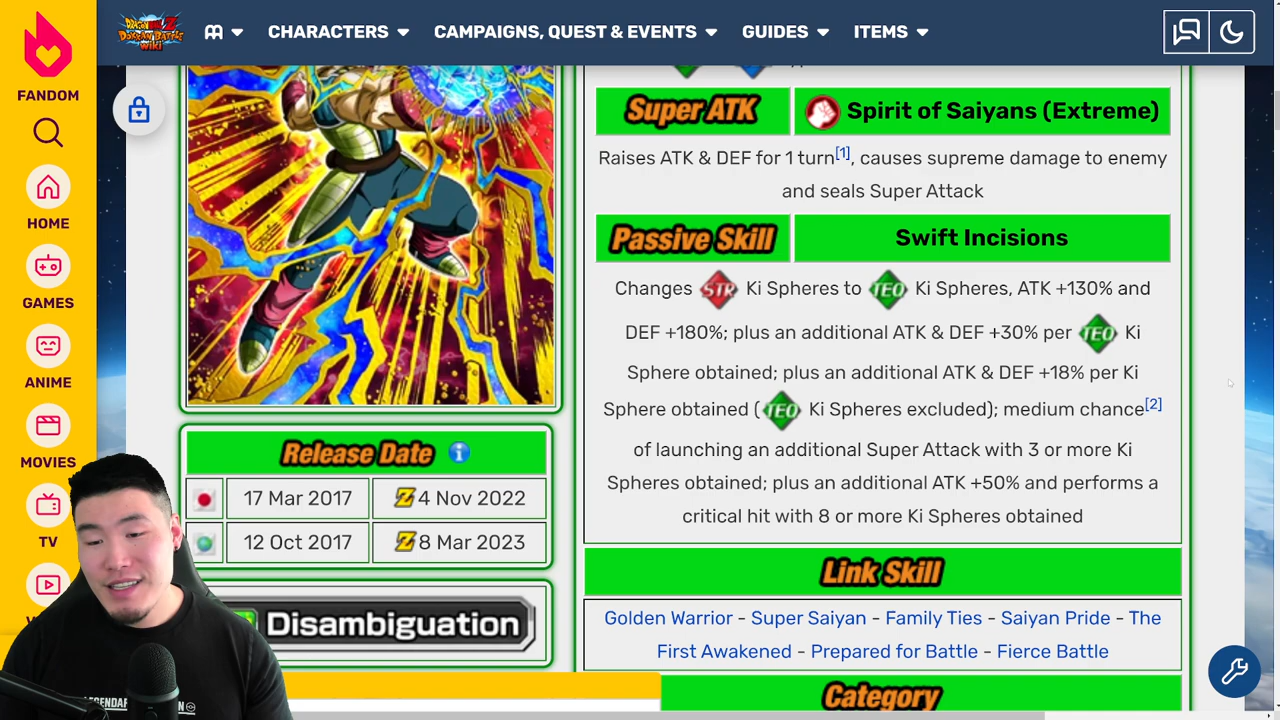 FANDOM
HOME
GAMES
ANIME
MOVIES
TV
DRAGONBALL Z
DOKKAN BATTLE
WIKI
CHARACTERS
CAMPAIGNS, QUEST & EVENTS
GUIDES
ITEMS
Super ATK
Spirit of Saiyans (Extreme)
Raises ATK & DEF for 1 turn[1], causes supreme damage to enemy
and seals Super Attack
Passive Skill
Swift Incisions
Changes STR Ki Spheres to TEQ Ki Spheres, ATK +130% and
DEF +180%; plus an additional ATK & DEF +30% per TEQ Ki
Sphere obtained; plus an additional ATK & DEF +18% per Ki
Sphere obtained (TEQ Ki Spheres excluded); medium chance[2]
of launching an additional Super Attack with 3 or more Ki
Spheres obtained; plus an additional ATK +50% and performs a
critical hit with 8 or more Ki Spheres obtained
Link Skill
Golden Warrior - Super Saiyan - Family Ties - Saiyan Pride - The
First Awakened - Prepared for Battle - Fierce Battle
Category
Release Date
17 Mar 2017
Z 4 Nov 2022
12 Oct 2017
Z 8 Mar 2023
Disambiguation
LEGENDAR